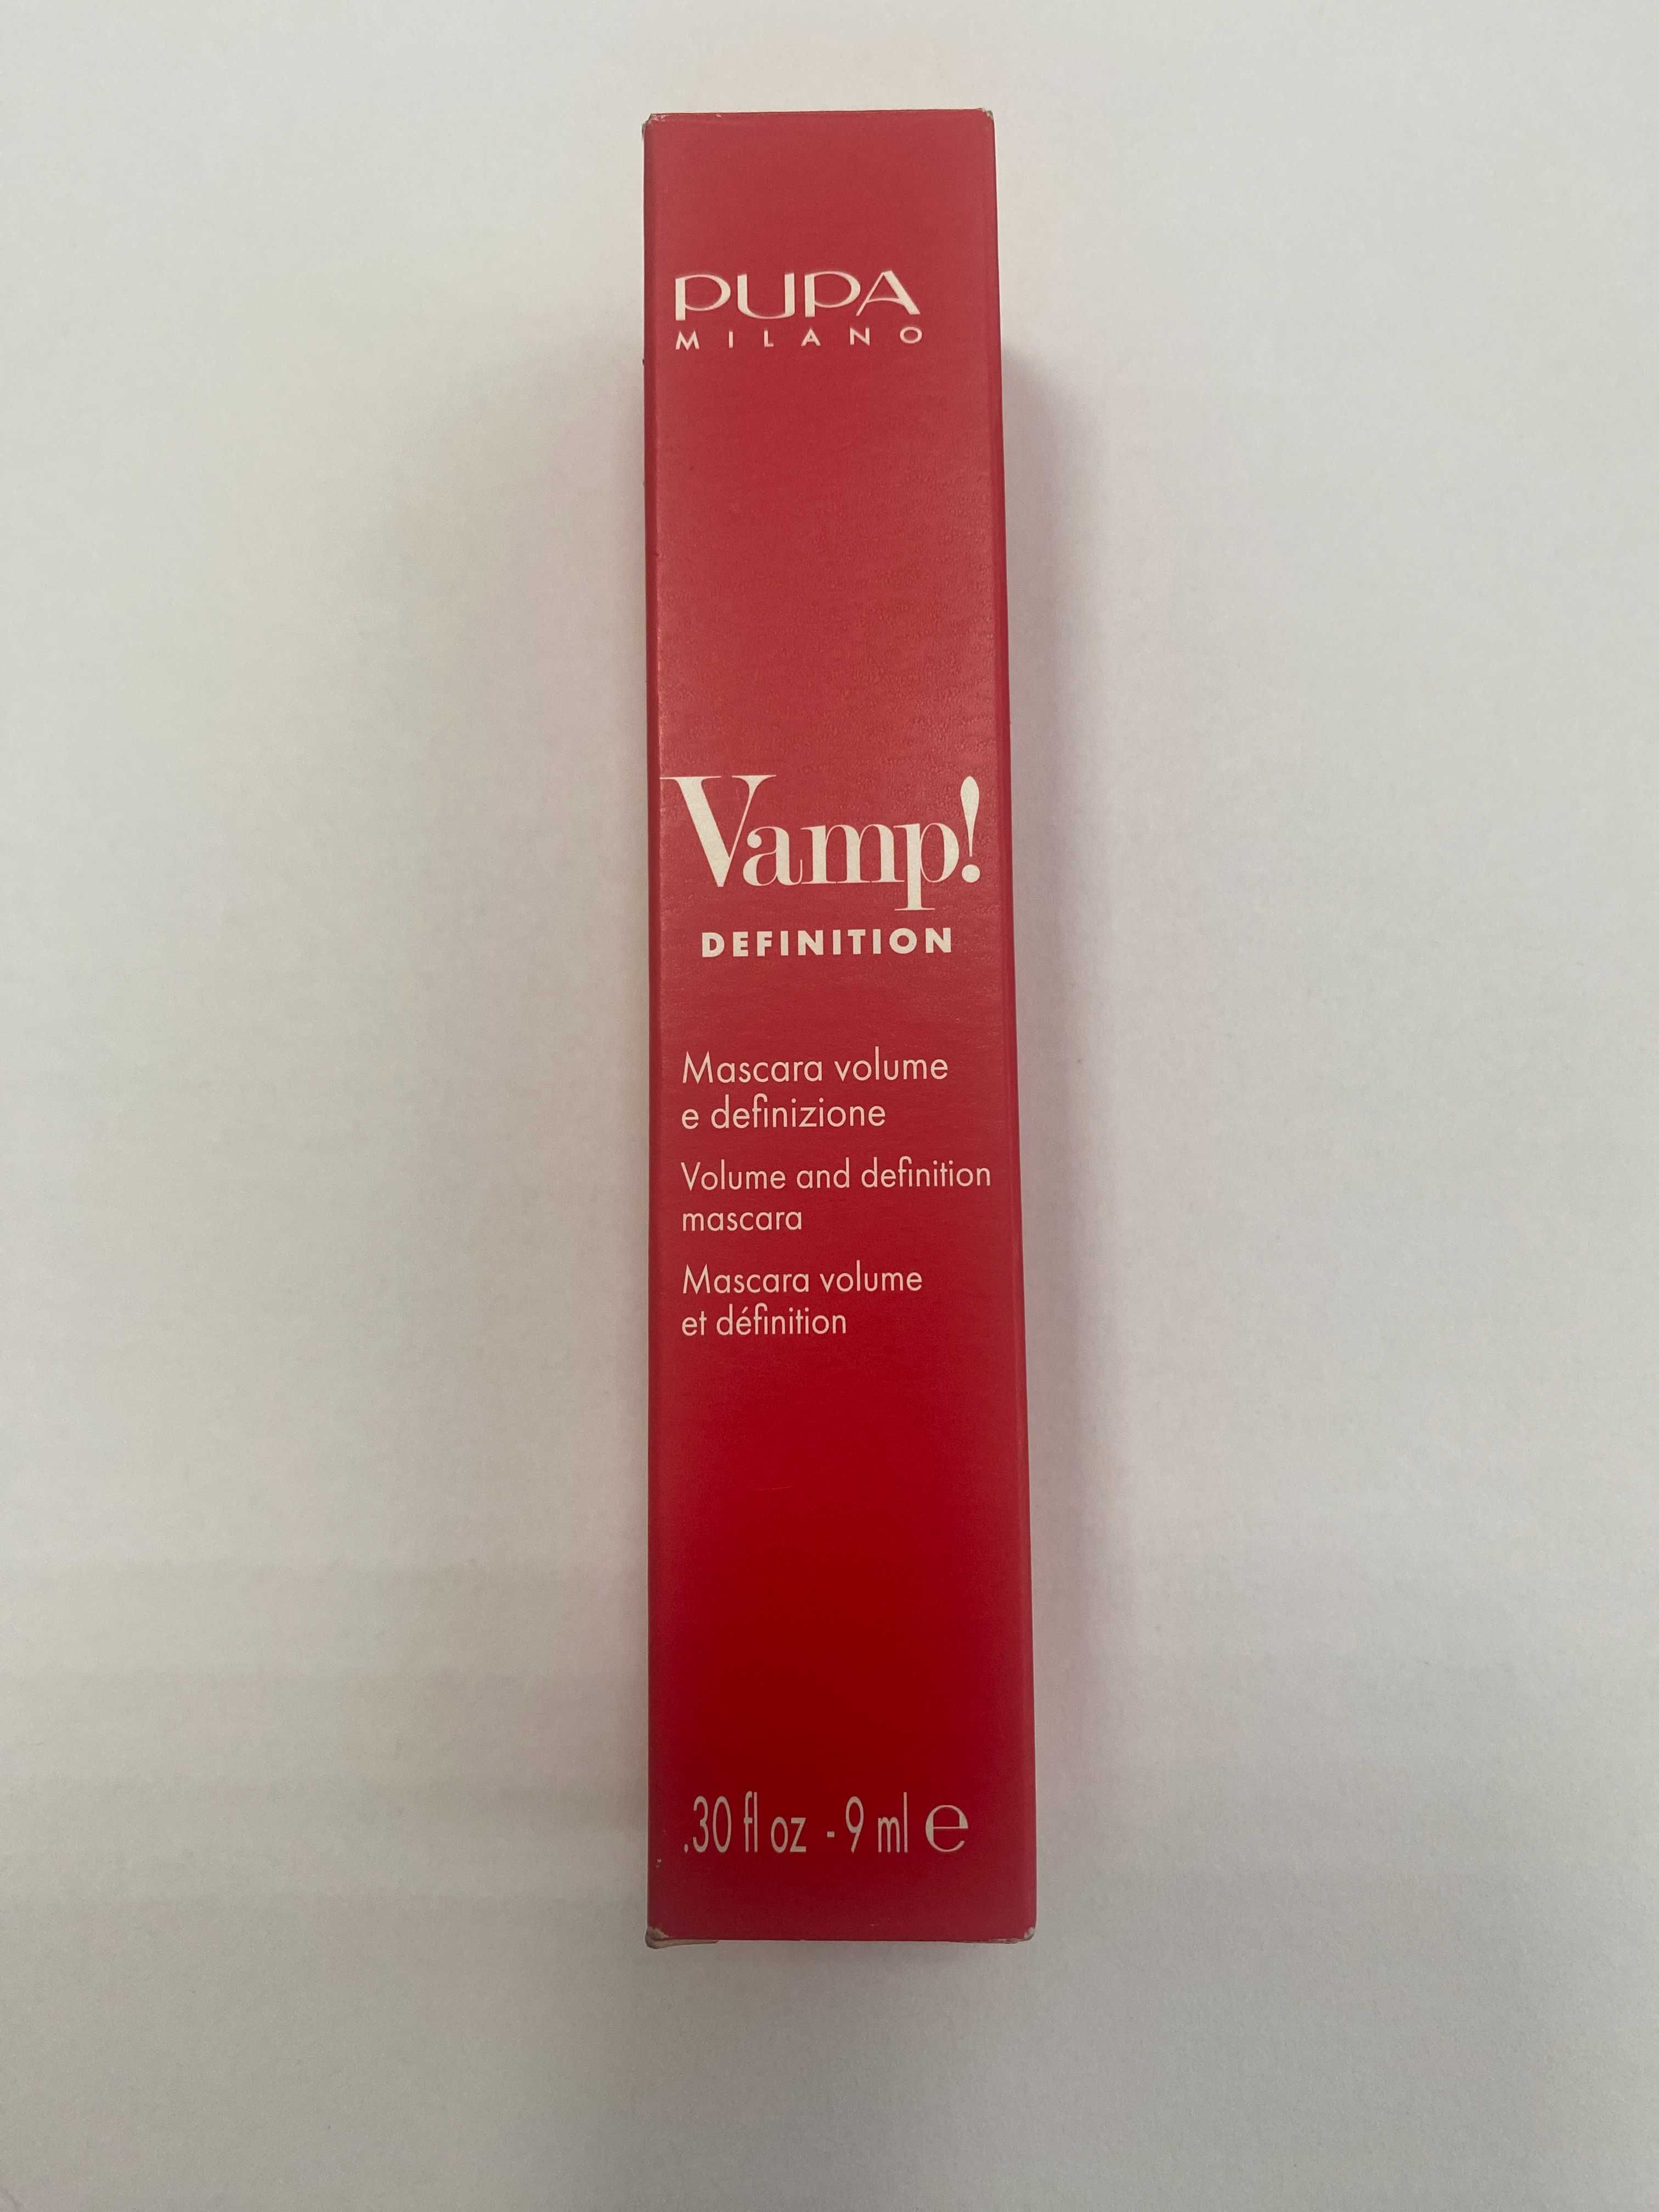 PUPA
MILANO
Vamp!
DEFINITION
Mascara volume
e definizione
Volume and definition
mascara
Mascara volume
et définition
.30 fl oz - 9 ml ℮